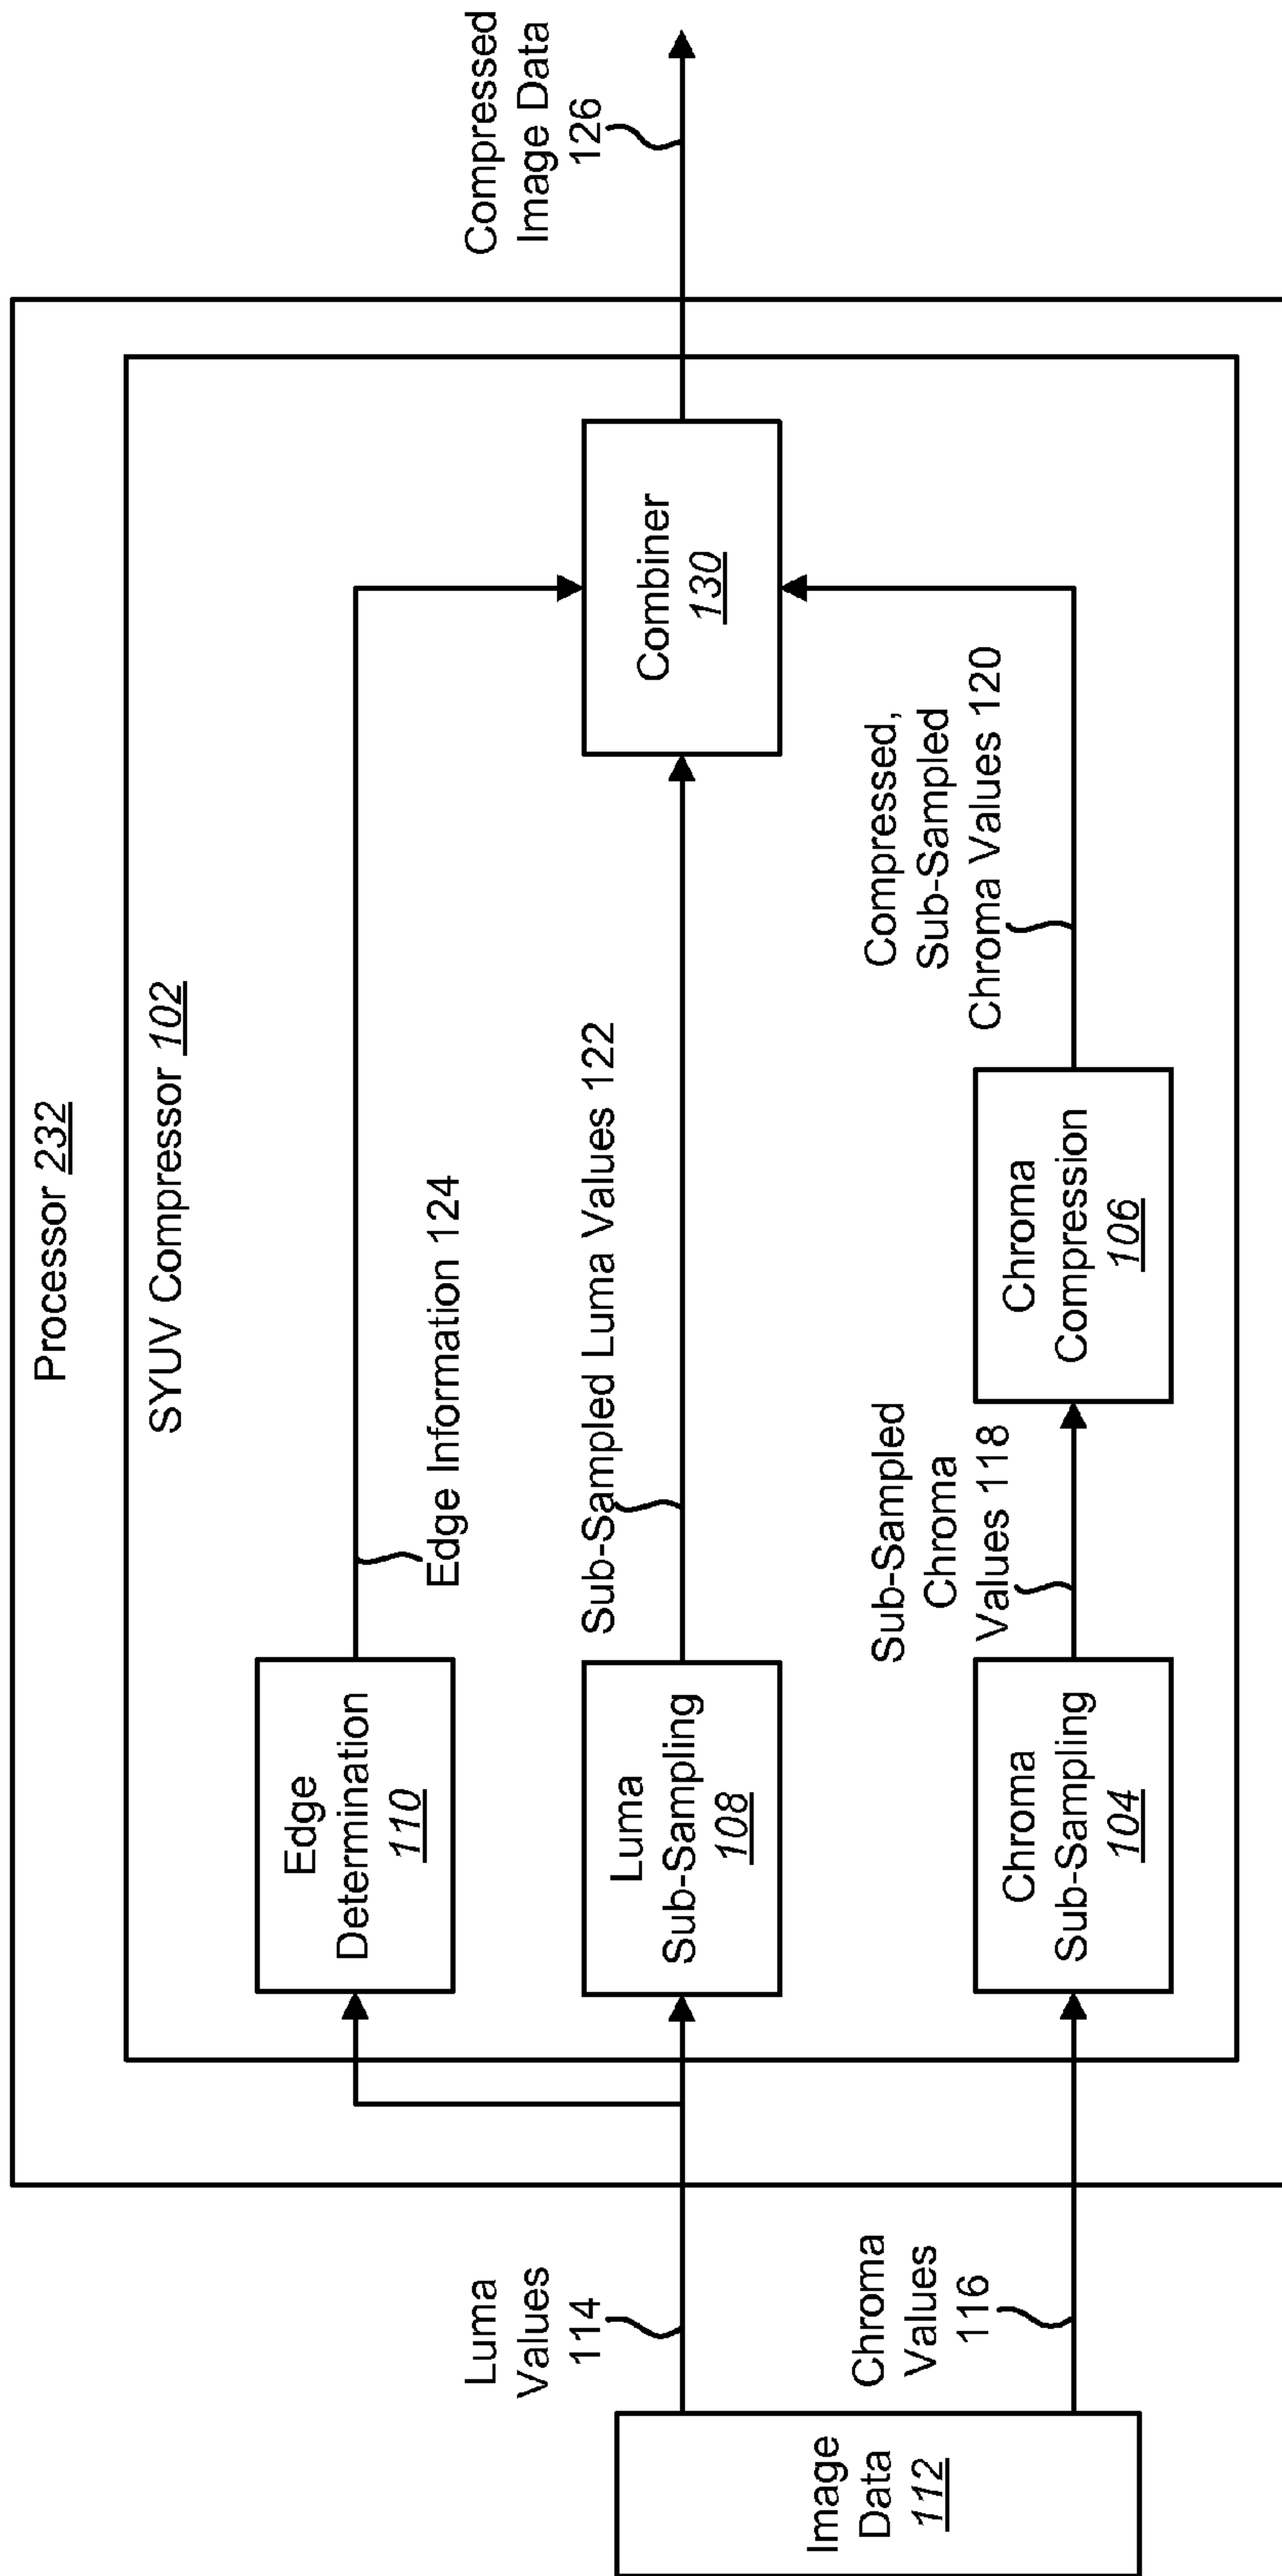 Processor 232
SYUV Compressor 102
Image
Data
112
Luma
Values
114
Chroma
Values
116
Edge
Determination
110
Luma
Sub-Sampling
108
Chroma
Sub-Sampling
104
Edge Information 124
Sub-Sampled Luma Values 122
Sub-Sampled
Chroma
Values 118
Chroma
Compression
106
Compressed,
Sub-Sampled
Chroma Values 120
Combiner
130
Compressed
Image Data
126